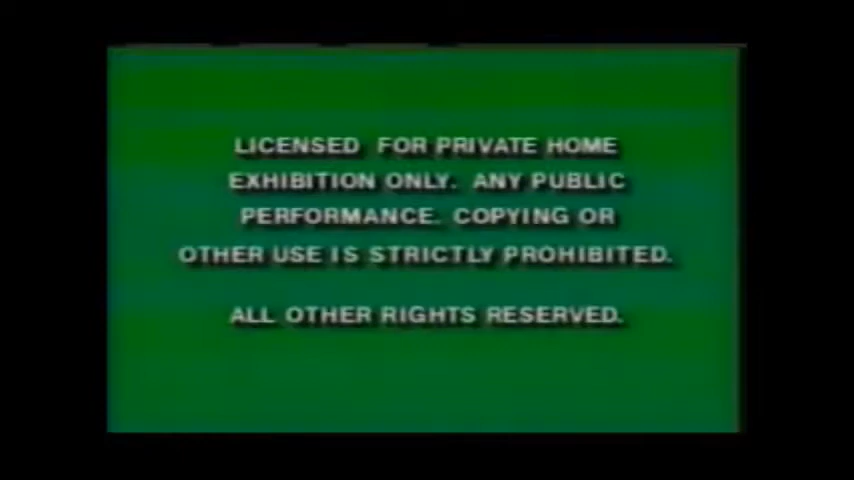 LICENSED FOR PRIVATE HOME
EXHIBITION ONLY. ANY PUBLIC
PERFORMANCE. COPYING OR
OTHER USE IS STRICTLY PROHIBITED.
ALL OTHER RIGHTS RESERVED.